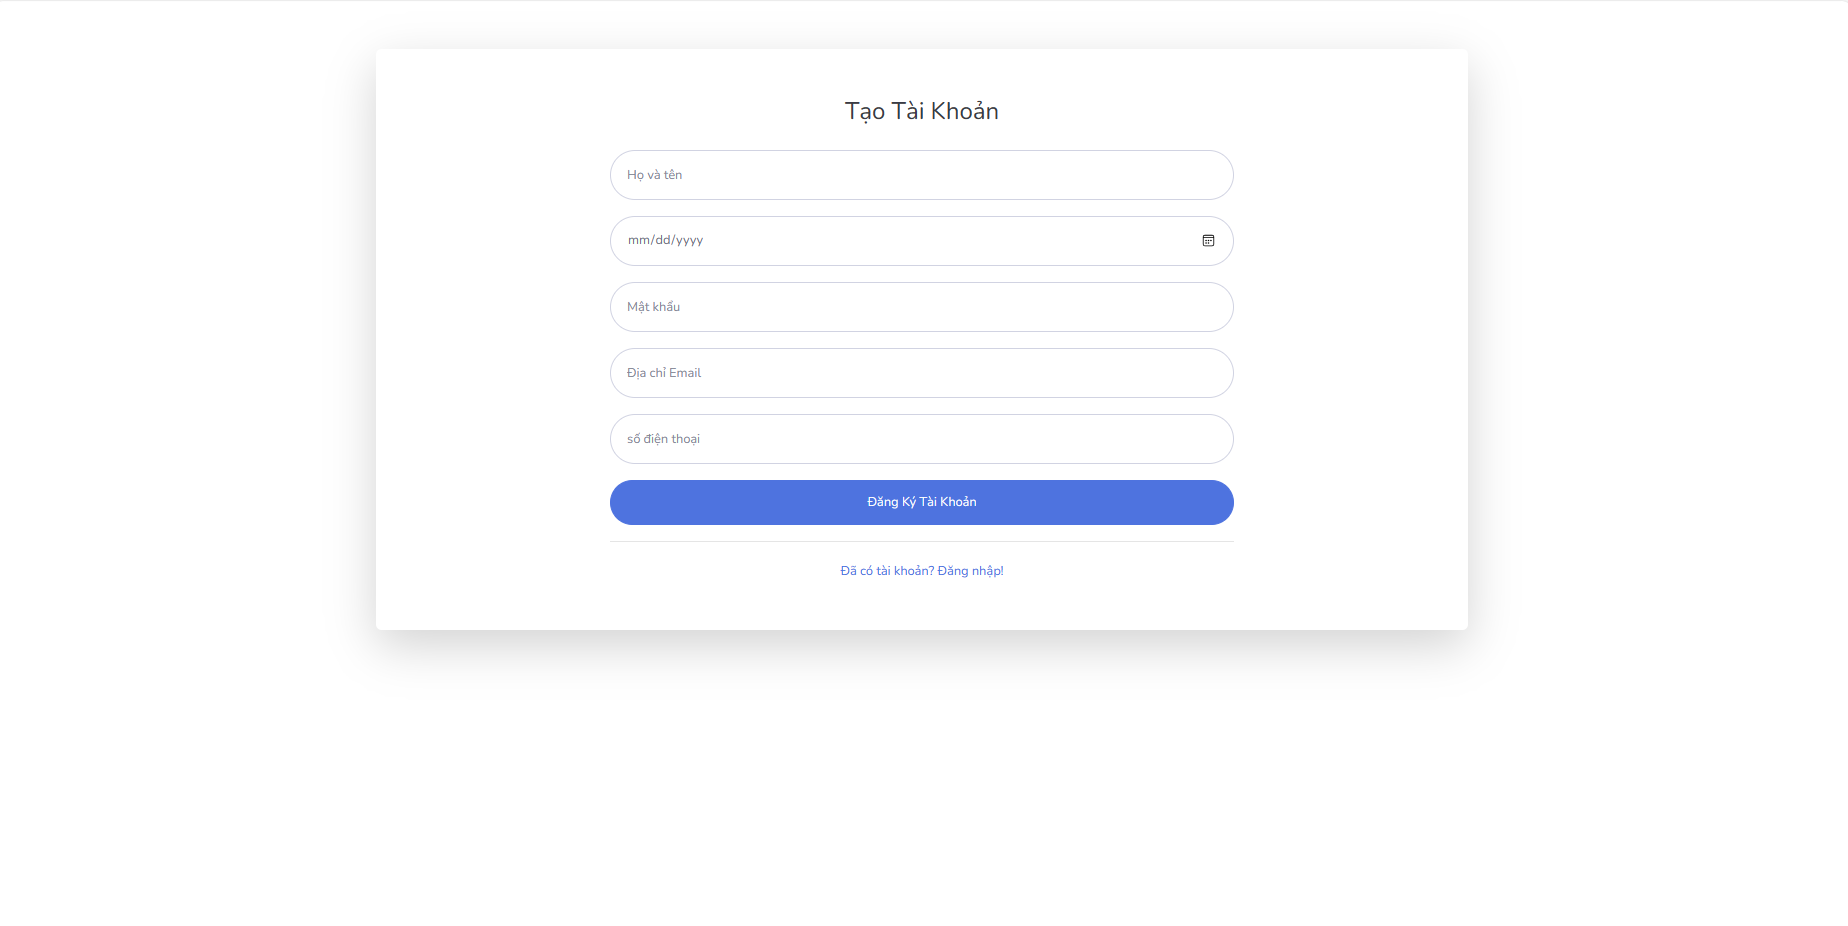 Tạo Tài Khoản
Họ và tên
mm/dd/yyyy
Mật khẩu
Địa chỉ Email
số điện thoại
Đăng Ký Tài Khoản
Đã có tài khoản? Đăng nhập!